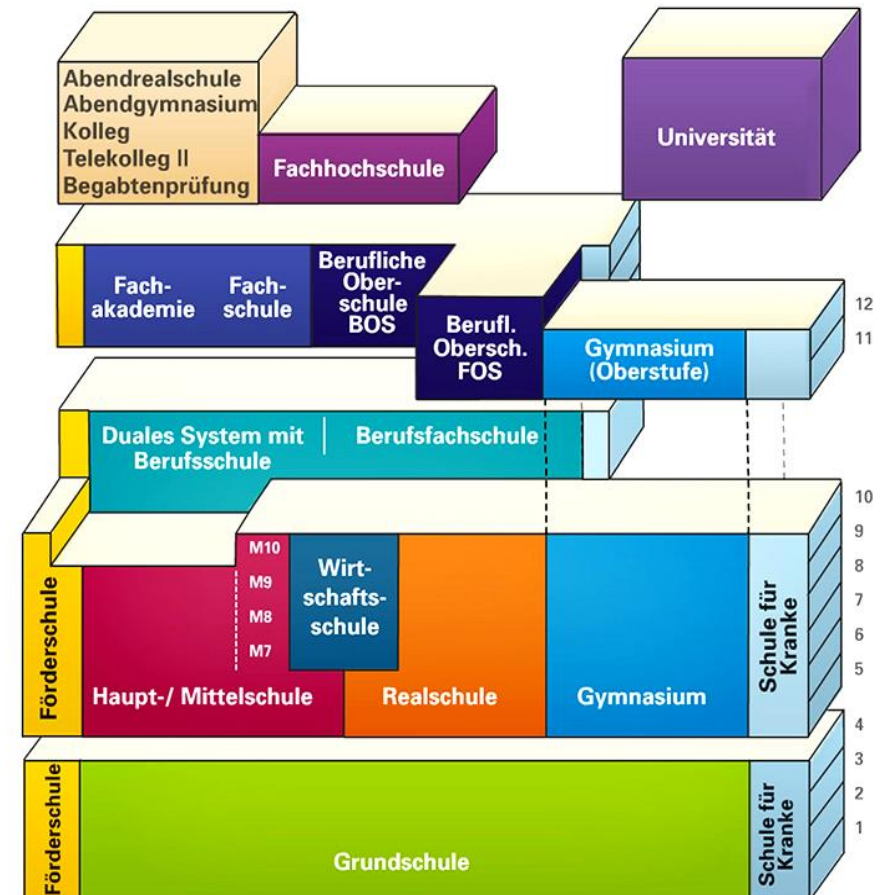 Abendrealschule
Abendgymnasium
Kolleg
Telekolleg II
Begabtenprüfung
Fachhochschule
Universität
Fach-
akademie
Fach-
schule
Berufliche
Ober-
schule
BOS
Berufl.
Obersch.
FOS
Gymnasium
(Oberstufe)
12
11
Duales System mit
Berufsschule
Berufsfachschule
10
9
8
7
6
5
Förderschule
M10
M9
M8
M7
Wirt-
schafts-
schule
Haupt-/ Mittelschule
Realschule
Gymnasium
Schule für
Kranke
4
3
2
1
Förderschule
Grundschule
Schule für
Kranke